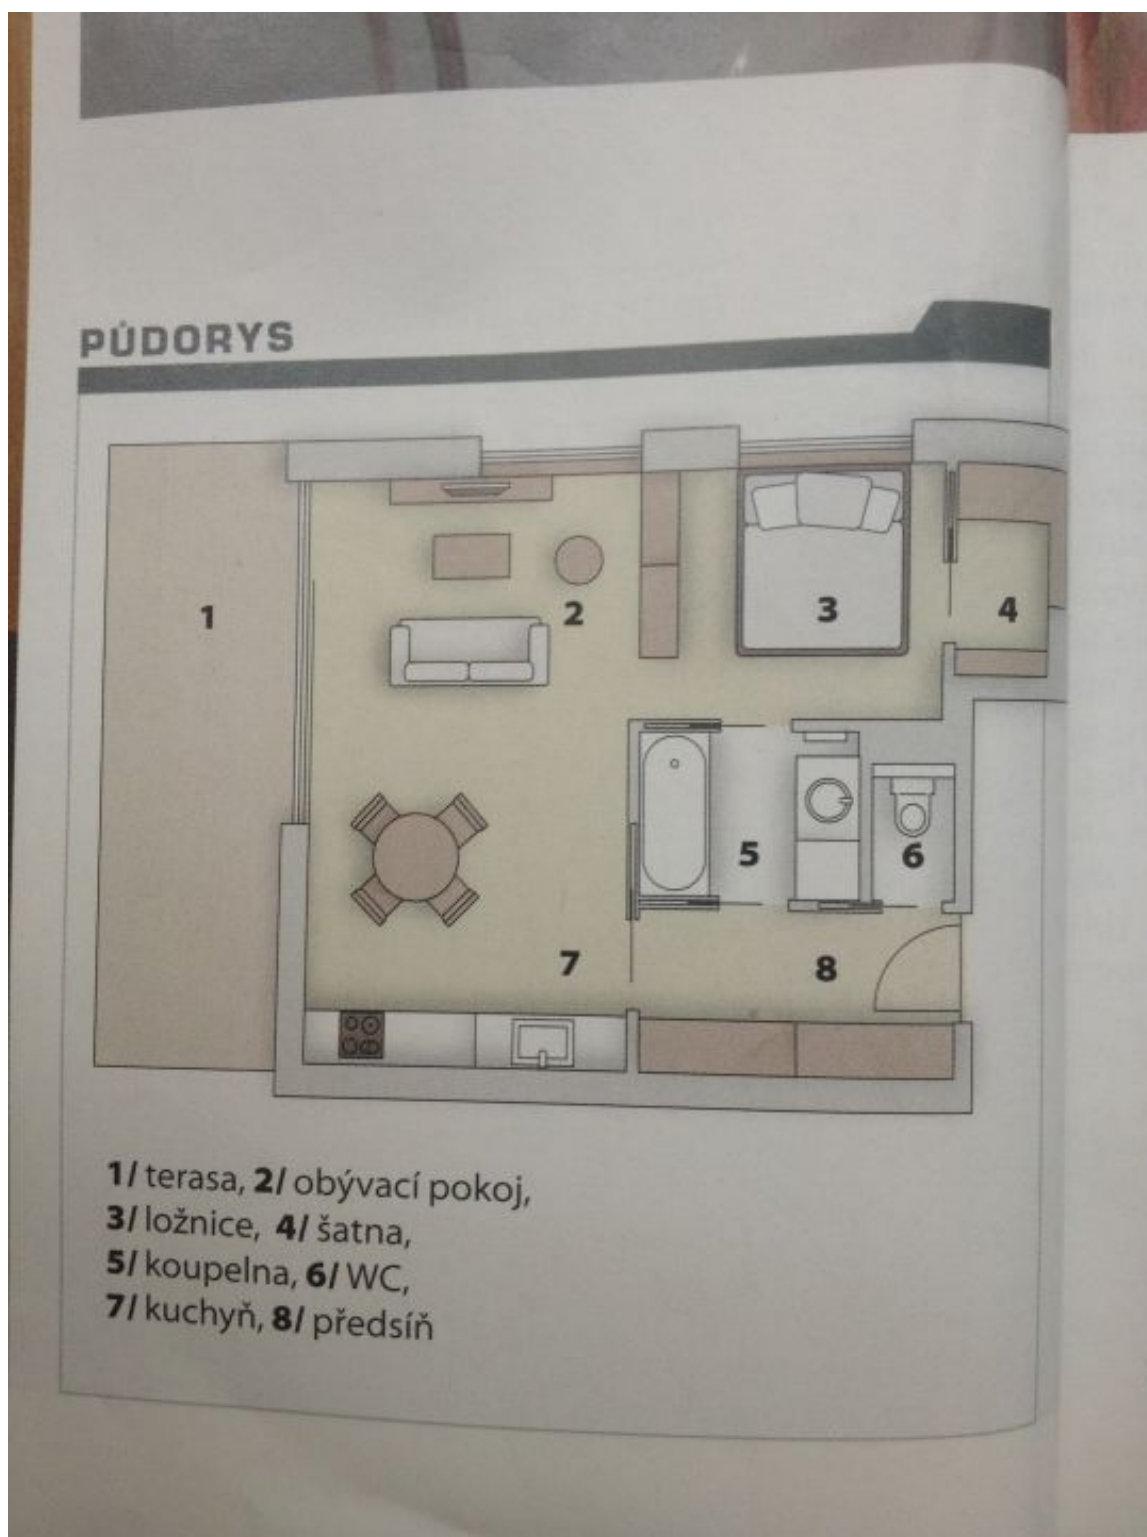 PŮDORYS
1
2
3
4
5
6
7
8
1/ terasa, 2/ obývací pokoj,
3/ ložnice, 4/ šatna,
5/ koupelna, 6/ WC,
7/ kuchyň, 8/ předsíň